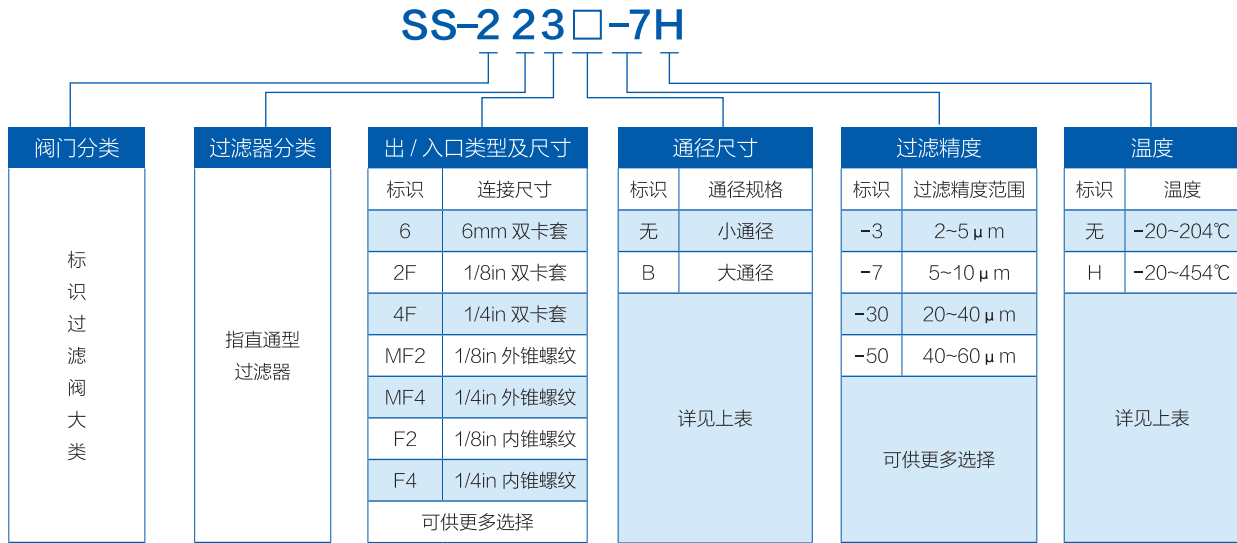 SS-223□-7H
阀门分类
标
识
过
滤
阀
大
类
过滤器分类
指直通型
过滤器
出 / 入口类型及尺寸
标识 连接尺寸
6 6mm 双卡套
2F 1/8in 双卡套
4F 1/4in 双卡套
MF2 1/8in 外锥螺纹
MF4 1/4in 外锥螺纹
F2 1/8in 内锥螺纹
F4 1/4in 内锥螺纹
可供更多选择
通径尺寸
标识 通径规格
无 小通径
B 大通径
详见上表
过滤精度
标识 过滤精度范围
-3 2~5 μ m
-7 5~10 μ m
-30 20~40 μ m
-50 40~60 μ m
可供更多选择
温度
标识 温度
无 -20~204℃
H -20~454℃
详见上表